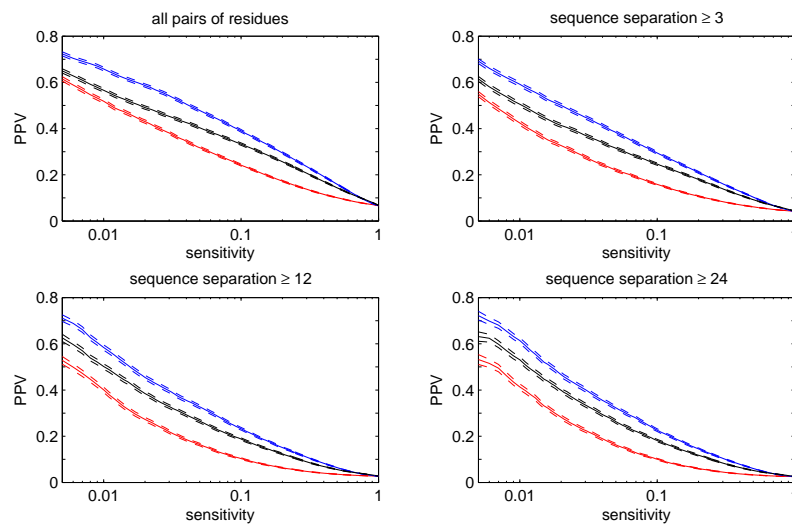 all pairs of residues
0.8
0.6
0.4
0.2
0
PPV
0.01
0.1
1
sensitivity
sequence separation ≥ 3
0.8
0.6
0.4
0.2
0
PPV
0.01
0.1
1
sensitivity
sequence separation ≥ 12
0.8
0.6
0.4
0.2
0
PPV
0.01
0.1
1
sensitivity
sequence separation ≥ 24
0.8
0.6
0.4
0.2
0
PPV
0.01
0.1
1
sensitivity